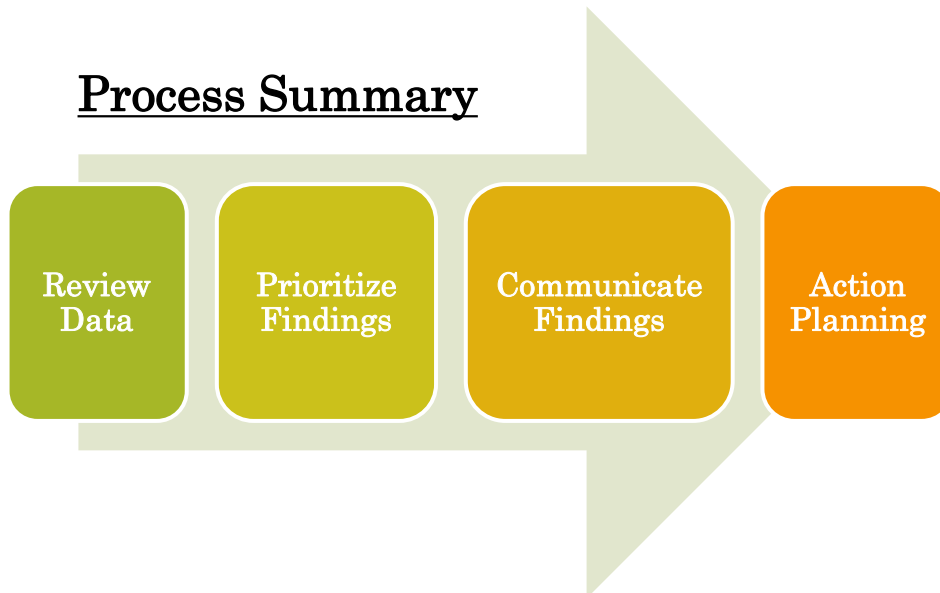 Process Summary
Review
Data
Prioritize
Findings
Communicate
Findings
Action
Planning